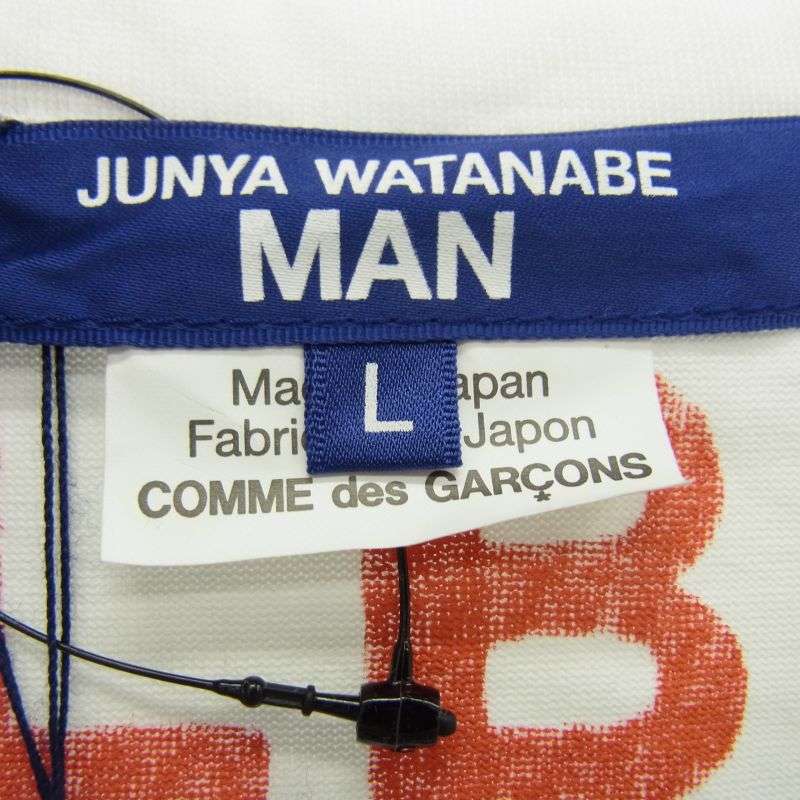 JUNYA WATANABE
MAN
L
Japan
Japon
COMME des GARÇONS
B